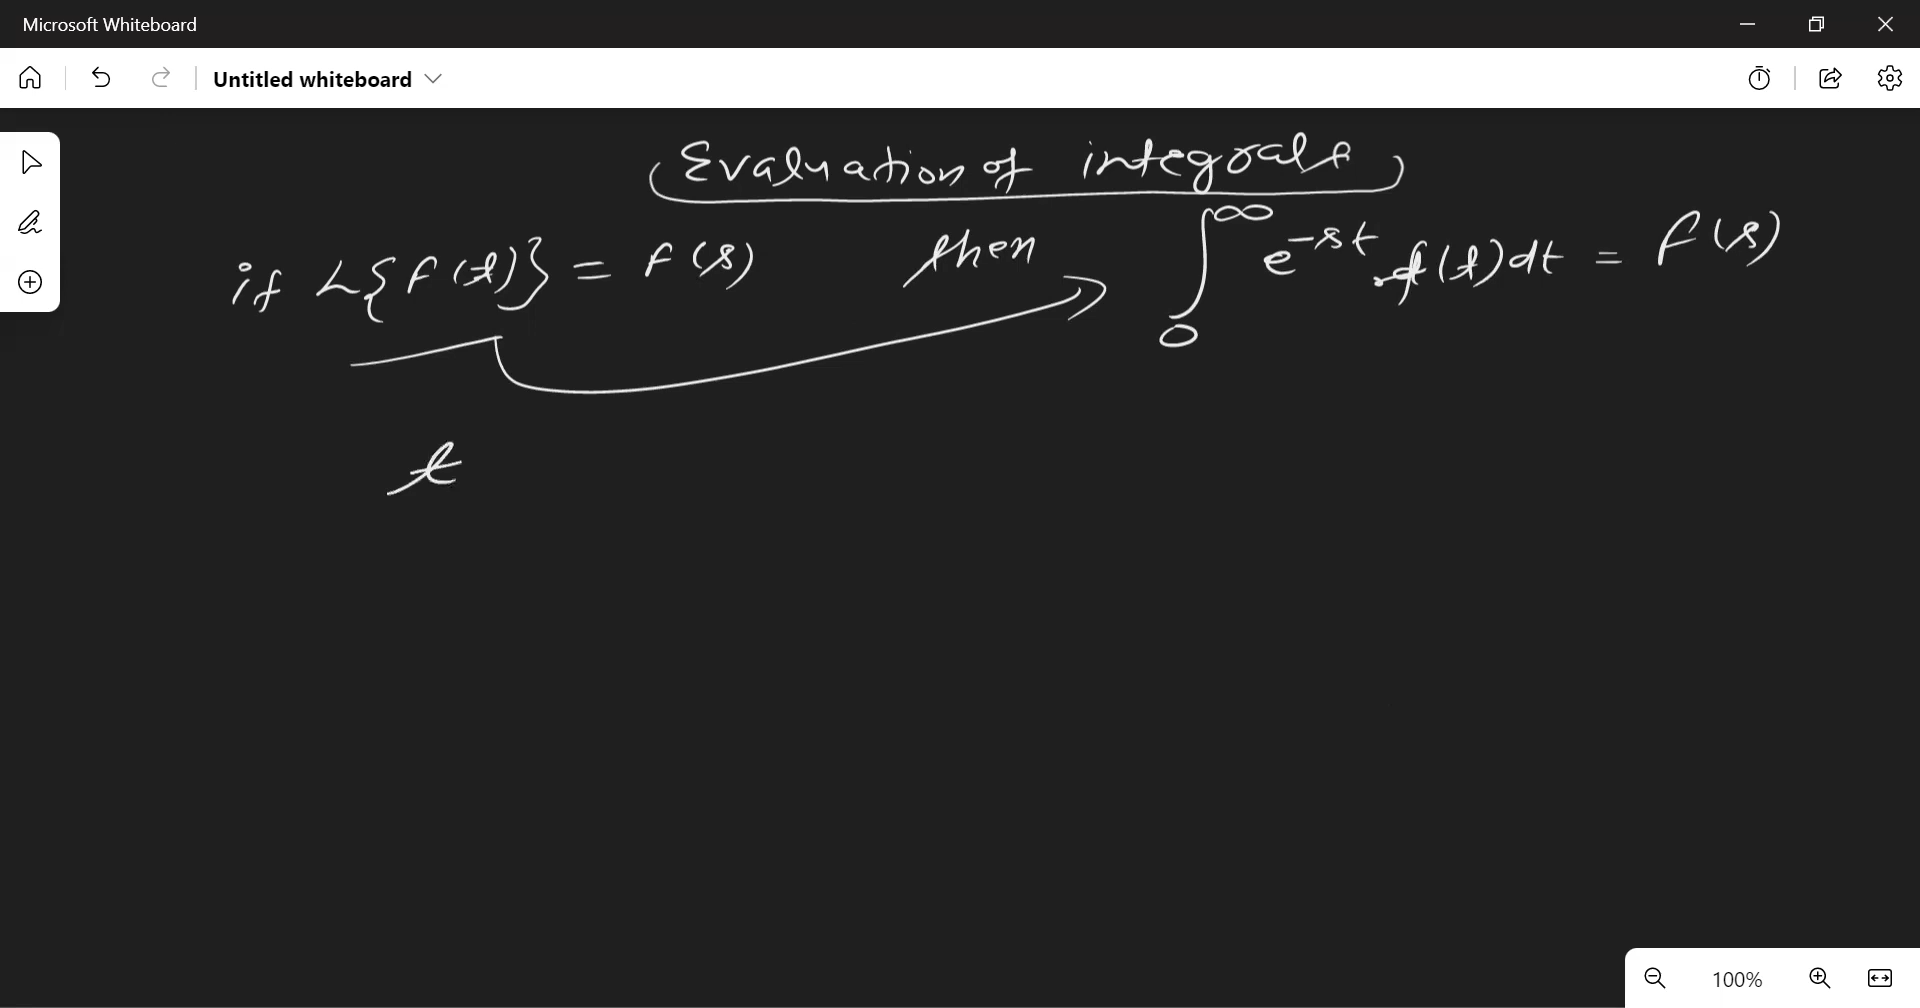 Microsoft Whiteboard
Untitled whiteboard
Evaluation of integrals
if L{f(t)} = f(s) then ∫₀^∞ e^{-st} f(t) dt = f(s)
t
100%